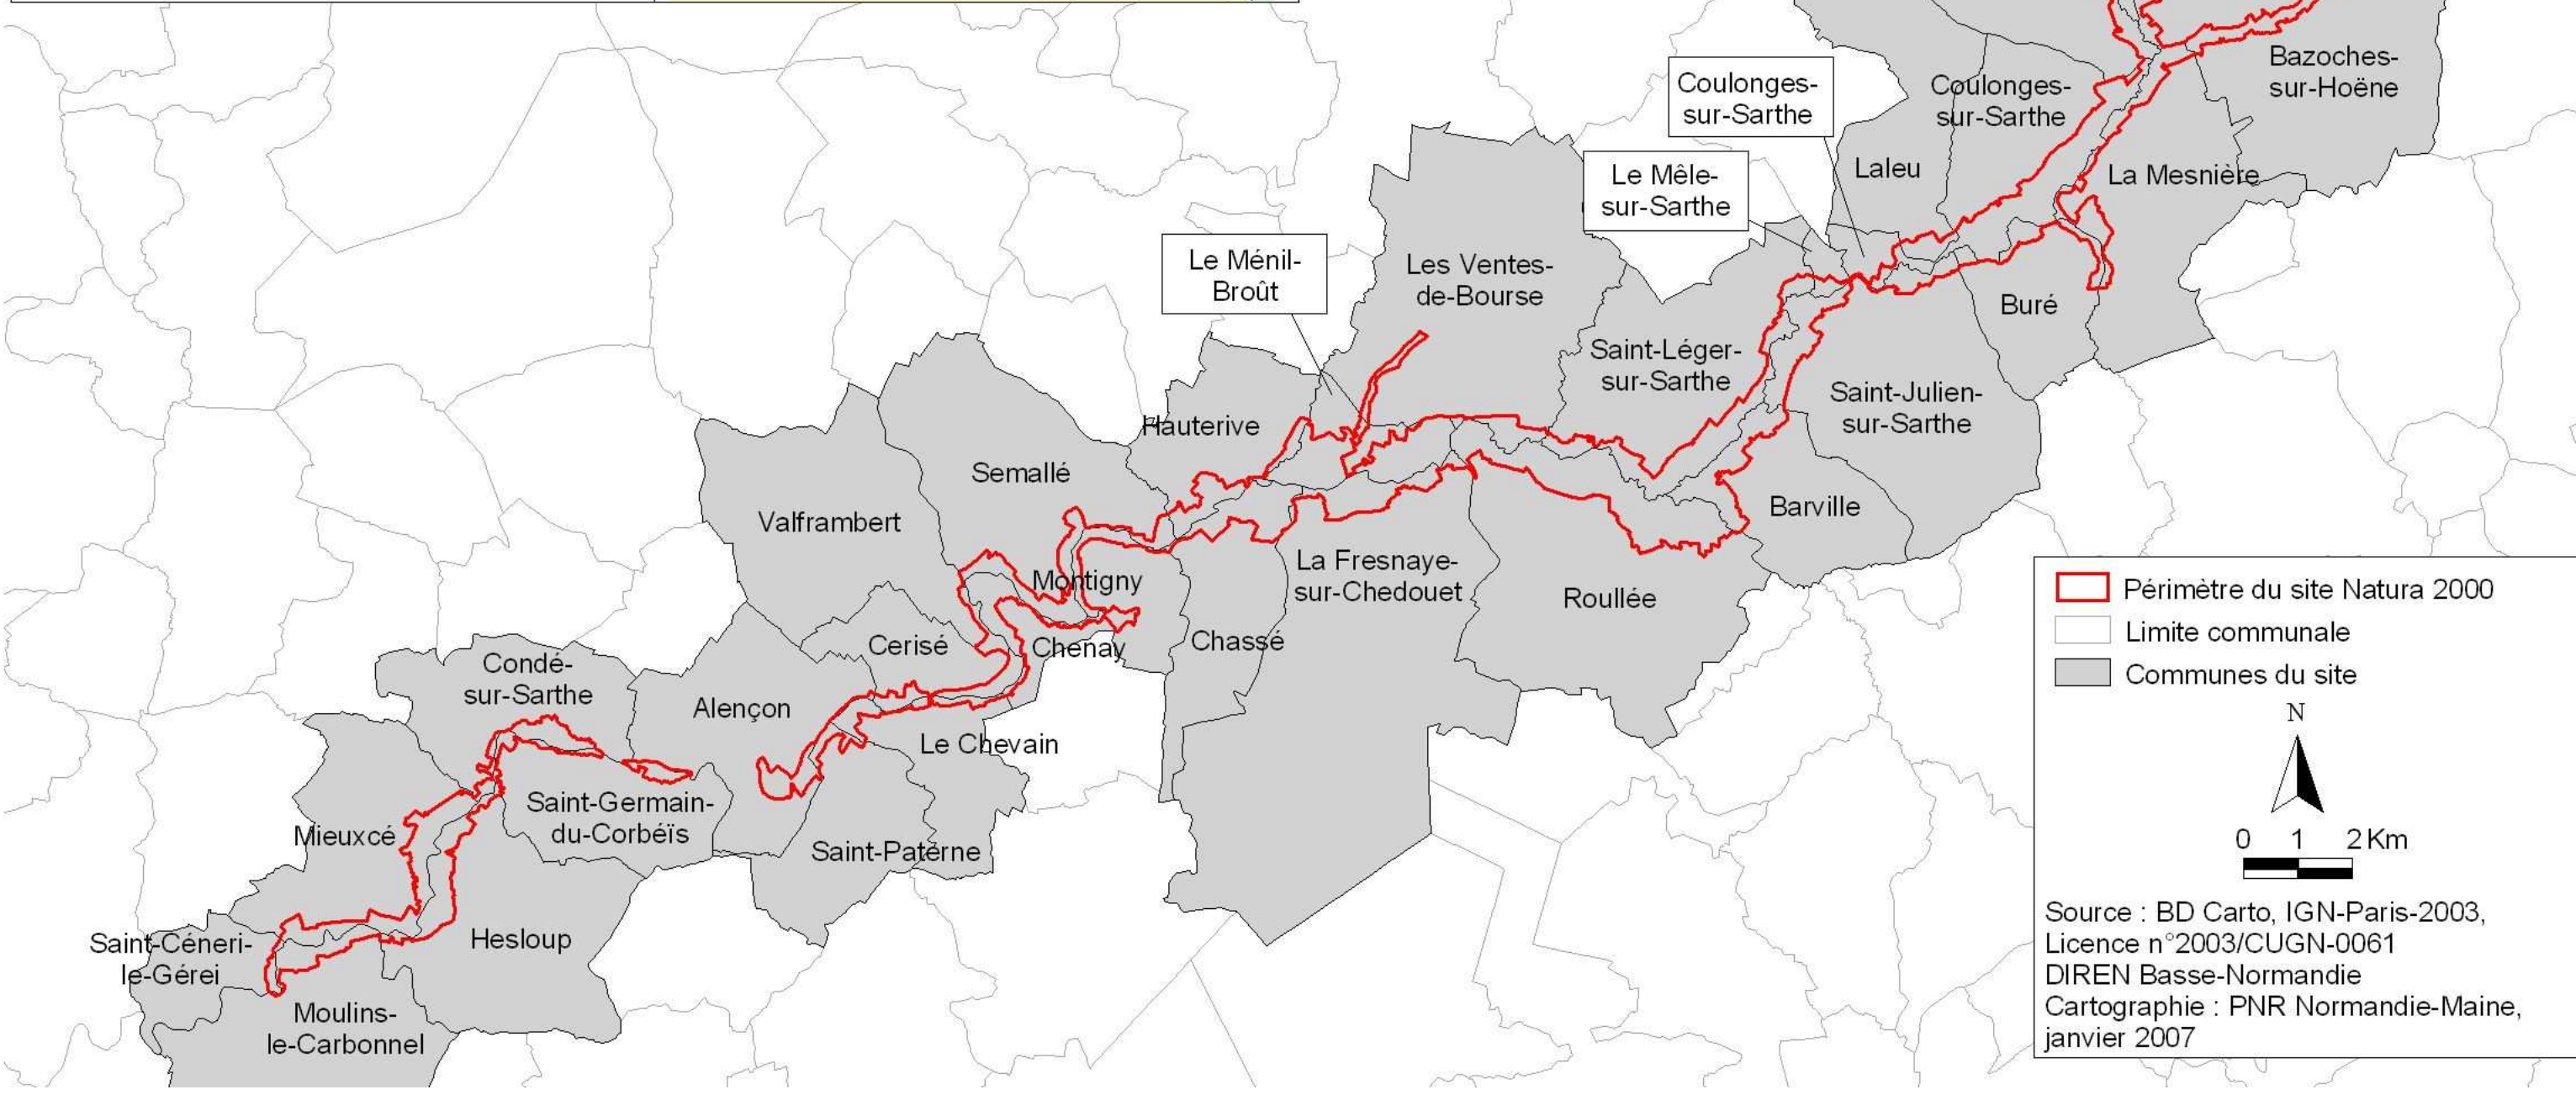 Bazoches-
sur-Hoëne
Coulonges-
sur-Sarthe
Coulonges-
sur-Sarthe
Laleu
La Mesnière
Le Mêle-
sur-Sarthe
Le Ménil-
Broût
Les Ventes-
de-Bourse
Buré
Saint-Léger-
sur-Sarthe
Saint-Julien-
sur-Sarthe
Hauterive
Semallé
Valframbert
Barville
La Fresnaye-
sur-Chedouet
Montigny
Roullée
Cerisé
Chenay
Chassé
Condé-
sur-Sarthe
Alençon
Le Chevain
Saint-Germain-
du-Corbéïs
Mieuxcé
Saint-Paterne
Saint-Céneri-
le-Gérei
Hesloup
Moulins-
le-Carbonnel
Périmètre du site Natura 2000
Limite communale
Communes du site
N
0 1 2 Km
Source : BD Carto, IGN-Paris-2003,
Licence n°2003/CUGN-0061
DIREN Basse-Normandie
Cartographie : PNR Normandie-Maine,
janvier 2007